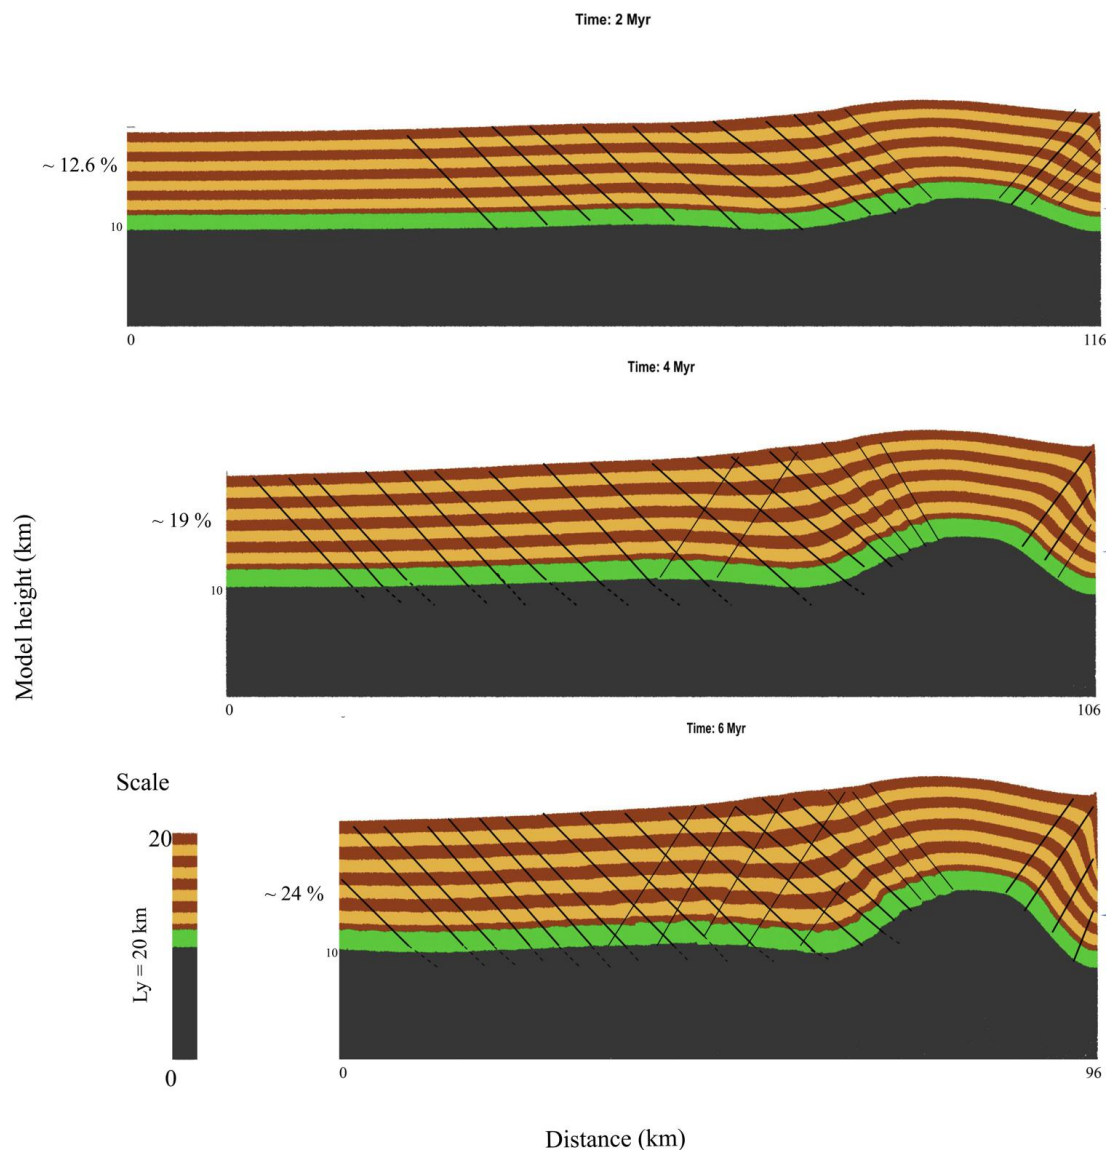 Time: 2 Myr
~ 12.6 %
10
0
116
Time: 4 Myr
~ 19 %
10
Model height (km)
0
106
Time: 6 Myr
Scale
20
~ 24 %
Ly = 20 km
10
0
0
96
Distance (km)